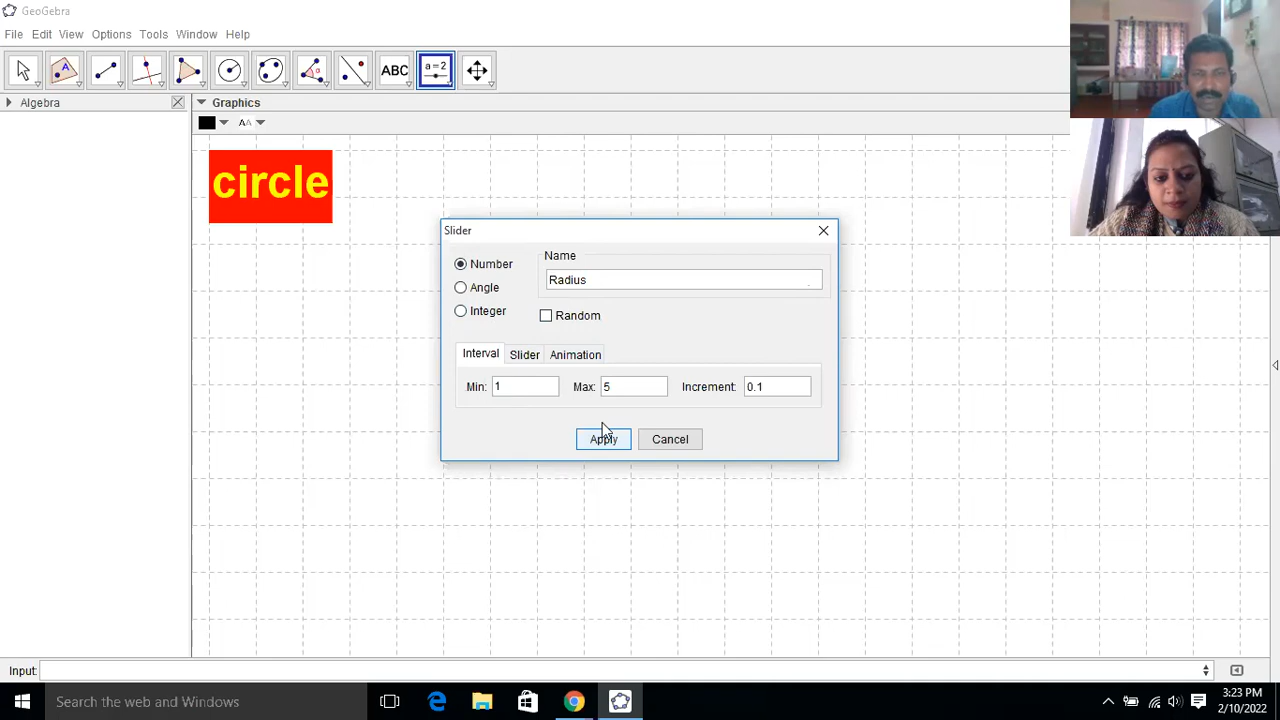 GeoGebra
File Edit View Options Tools Window Help
A ABC a=2
Algebra
Graphics
AA
circle
Slider
Number
Angle
Integer
Name
Radius
Random
Interval Slider Animation
Min: 1 Max: 5 Increment: 0.1
Apply Cancel
Input:
Search the web and Windows
3:23 PM
2/10/2022